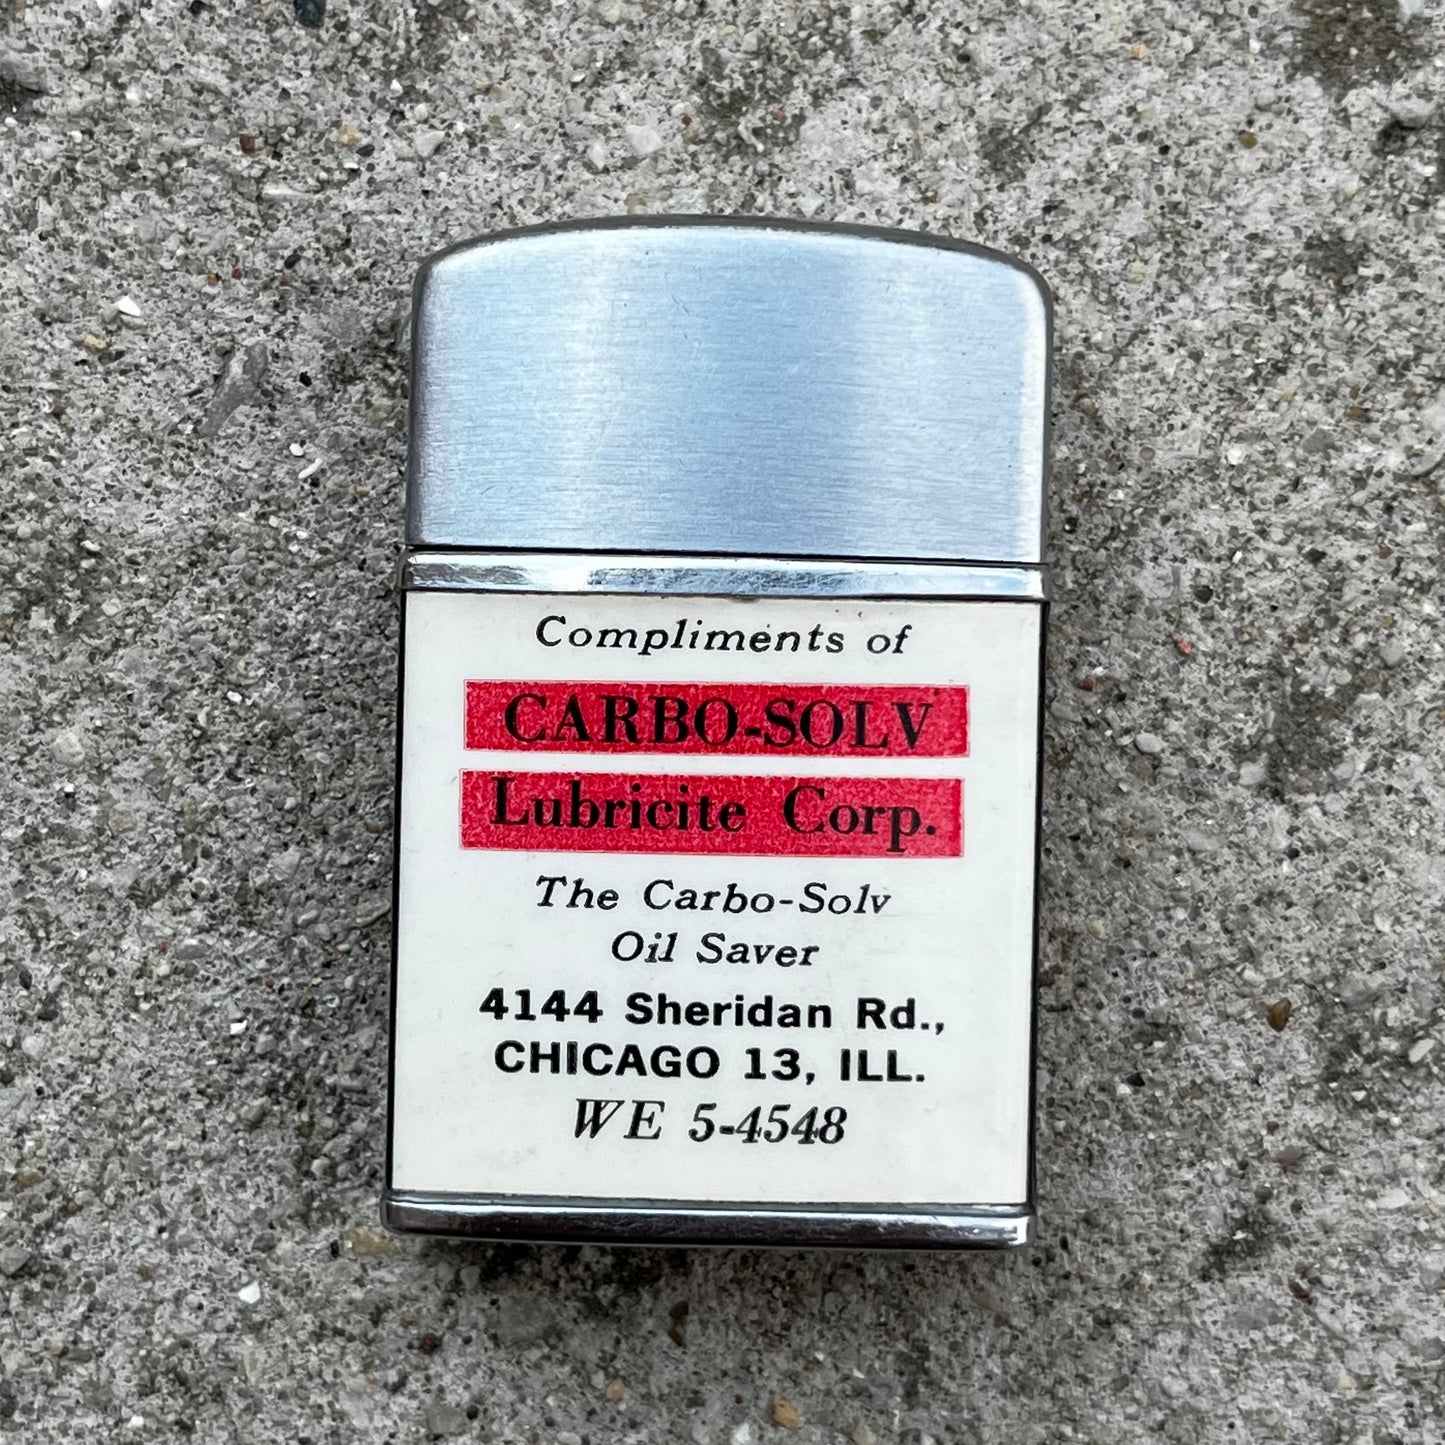 Compliments of
CARBO-SOLV
Lubricite Corp.
The Carbo-Solv
Oil Saver
4144 Sheridan Rd.,
CHICAGO 13, ILL.
WE 5-4548